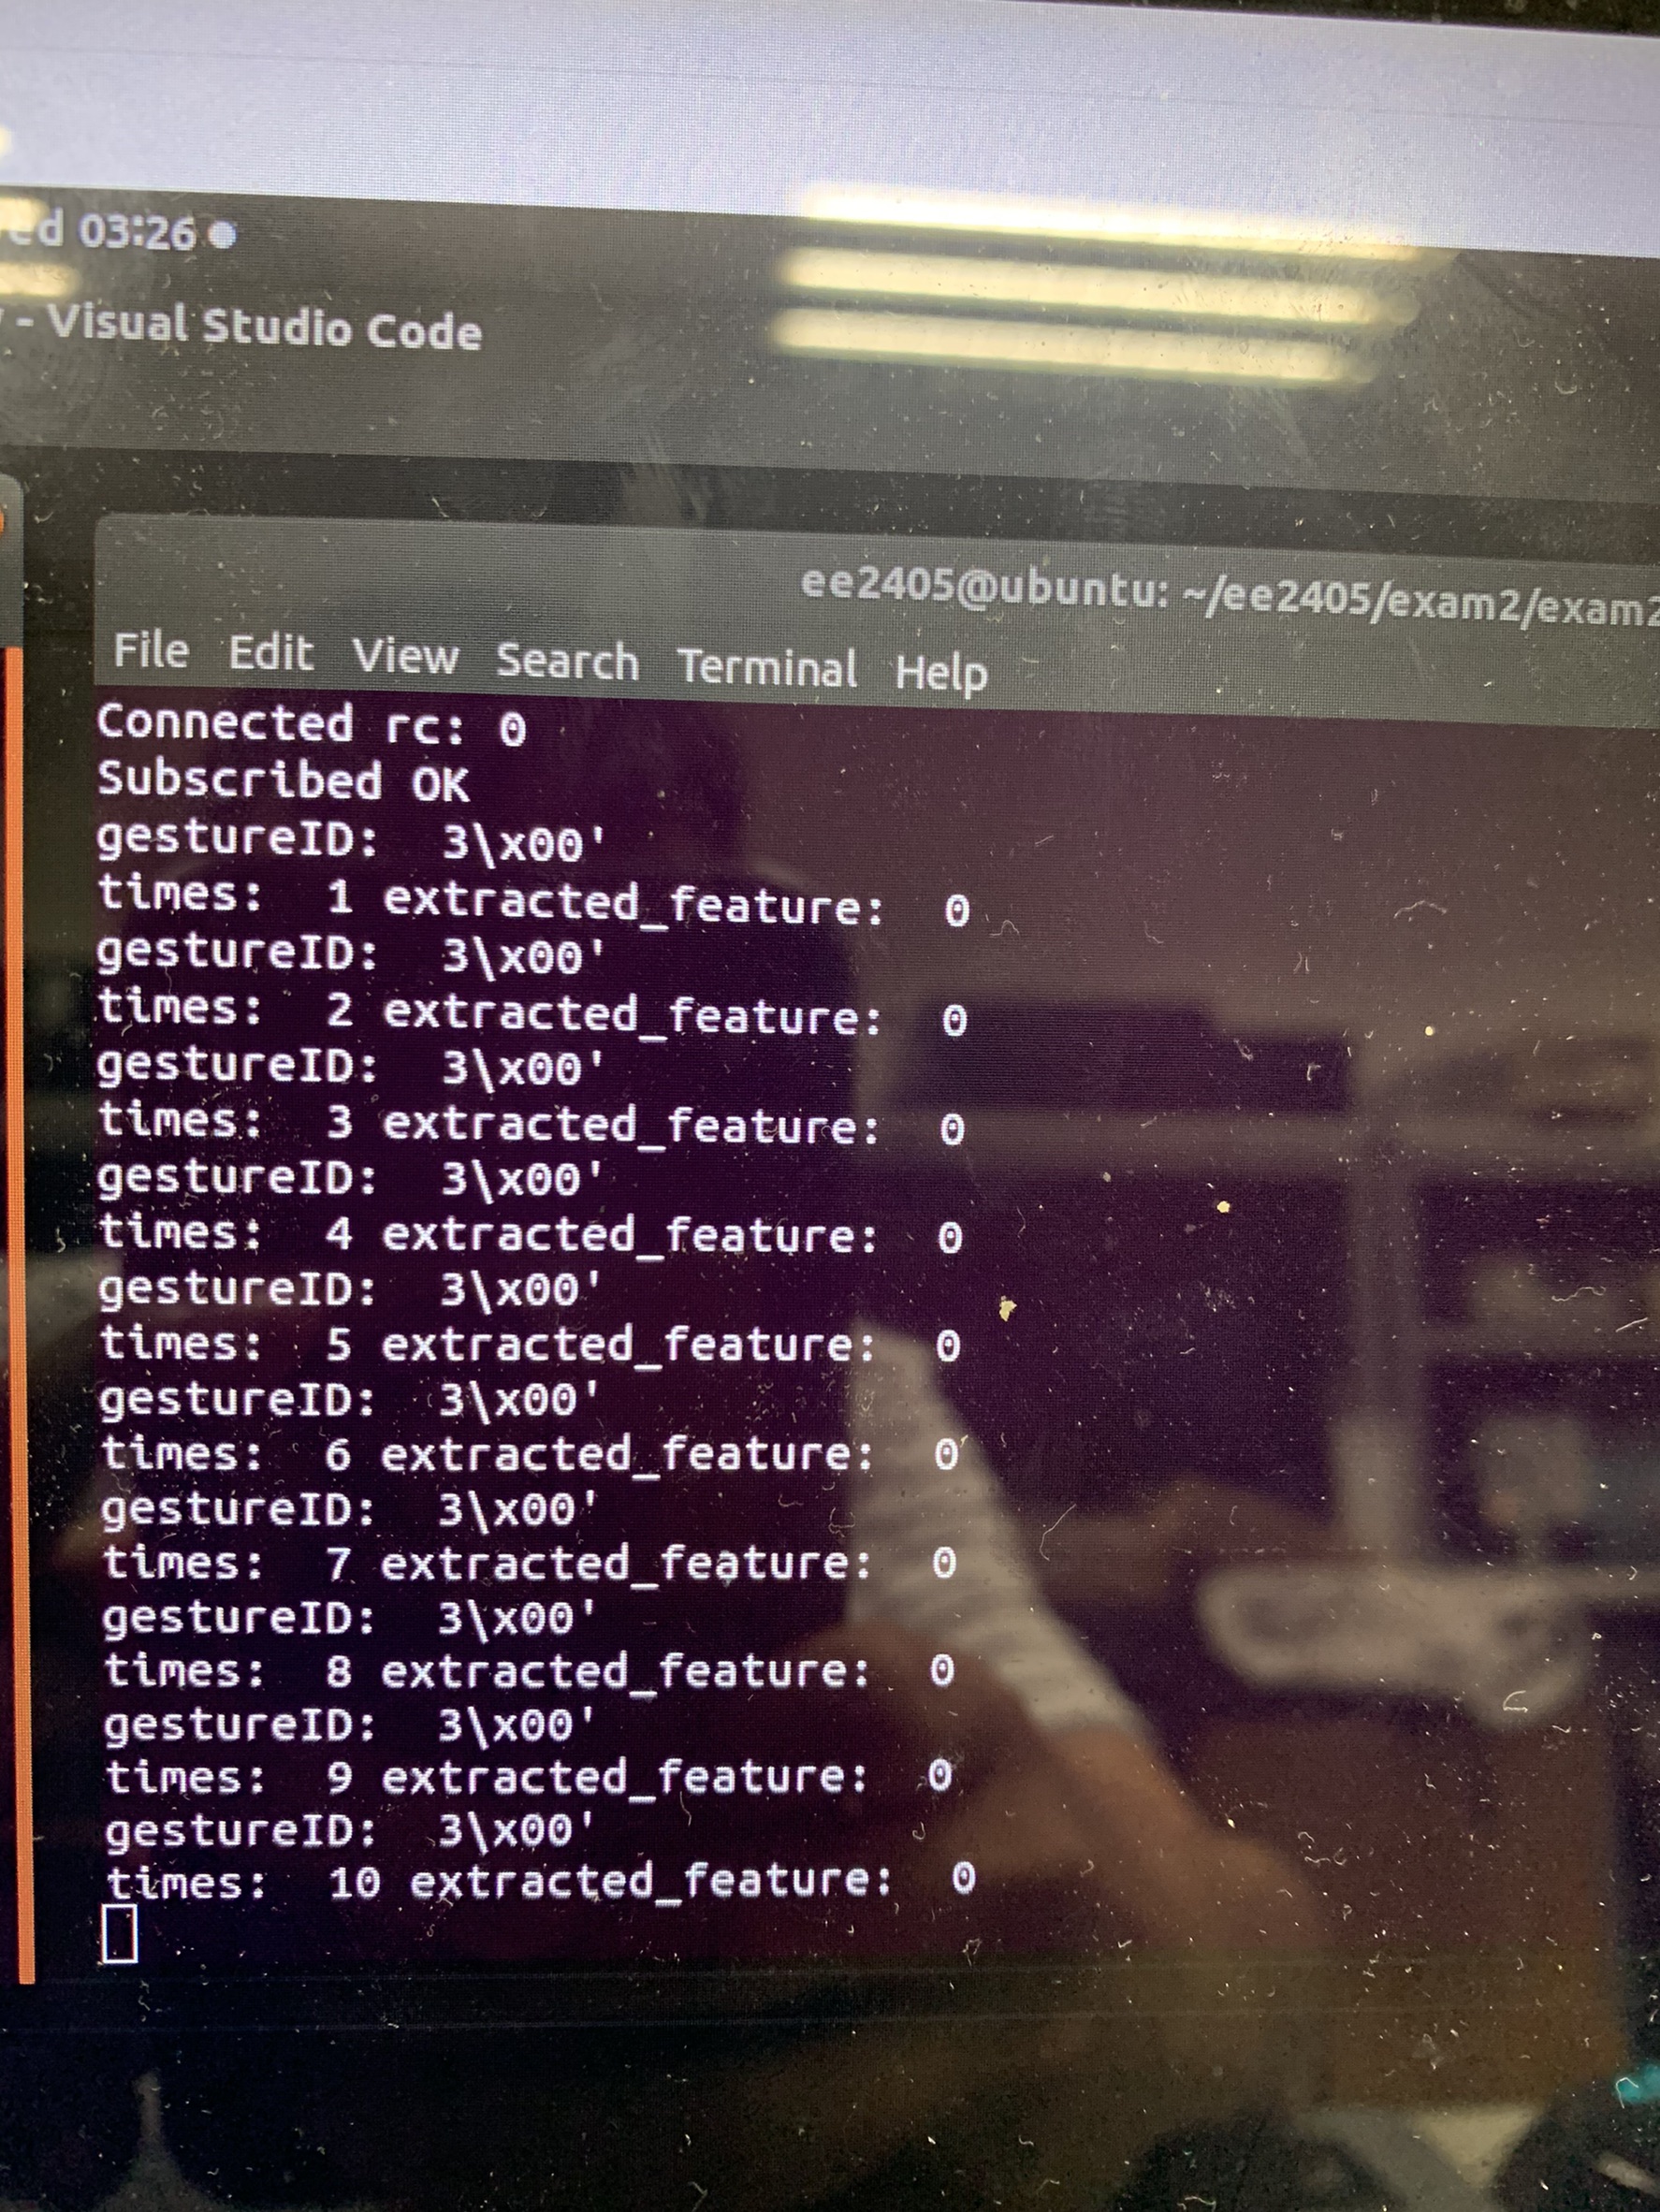 03:26
- Visual Studio Code
ee2405@ubuntu: ~/ee2405/exam2/exam2
File Edit View Search Terminal Help
Connected rc: 0
Subscribed OK
gestureID:  3\x00'
times:  1 extracted_feature:  0
gestureID:  3\x00'
times:  2 extracted_feature:  0
gestureID:  3\x00'
times:  3 extracted_feature:  0
gestureID:  3\x00'
times:  4 extracted_feature:  0
gestureID:  3\x00'
times:  5 extracted_feature:  0
gestureID:  3\x00'
times:  6 extracted_feature:  0
gestureID:  3\x00'
times:  7 extracted_feature:  0
gestureID:  3\x00'
times:  8 extracted_feature:  0
gestureID:  3\x00'
times:  9 extracted_feature:  0
gestureID:  3\x00'
times:  10 extracted_feature:  0